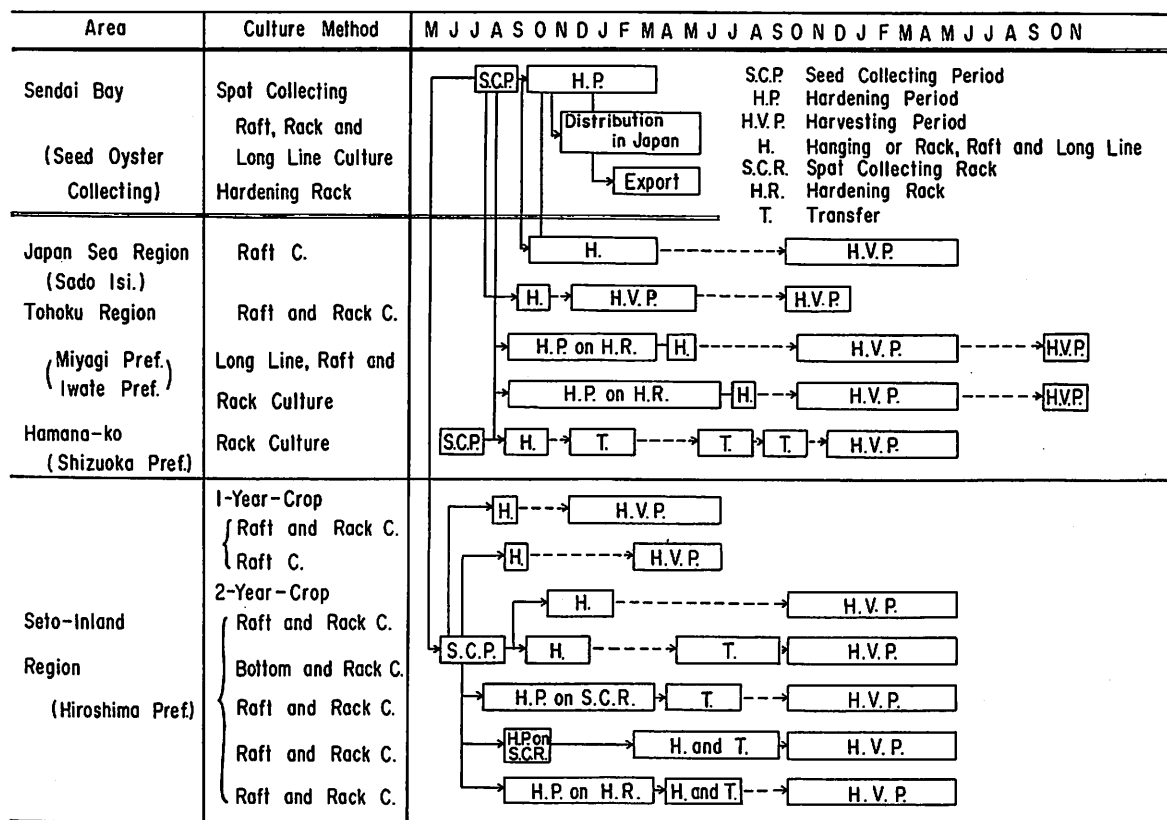 Area Culture Method M J J A S O N D J F M A M J J A S O N D J F M A M J J A S O N
S.C.P. H.P. S.C.P. Seed Collecting Period
Sendai Bay Spat Collecting H.P. Hardening Period
Raft, Rack and Distribution H.V.P. Harvesting Period
in Japan H. Hanging or Rack, Raft and Long Line
(Seed Oyster Long Line Culture S.C.R. Spat Collecting Rack
Collecting) Hardening Rack Export H.R. Hardening Rack
T. Transfer
Japan Sea Region Raft C. H. H.V.P.
(Sado Isl.)
H. H.V.P. H.V.P.
Tohoku Region Raft and Rack C.
(Miyagi Pref. Long Line, Raft and H.P. on H.R. H. H.V.P. H.V.P.
Iwate Pref.) Rack Culture H.P. on H.R. H. H.V.P. H.V.P.
Hamana-ko Rack Culture S.C.P. H. T. T. T. H.V.P.
(Shizuoka Pref.)
1-Year-Crop
H. H.V.P.
Raft and Rack C.
Raft C. H. H.V.P.
2-Year-Crop
Seto-Inland Raft and Rack C. H. H.V.P.
Region Bottom and Rack C. S.C.P. H. T. H.V.P.
(Hiroshima Pref.) Raft and Rack C. H.P. on S.C.R. T. H.V.P.
Raft and Rack C. H.P. on S.C.R. H. and T. H.V.P.
Raft and Rack C. H.P. on H.R. H. and T. H.V.P.